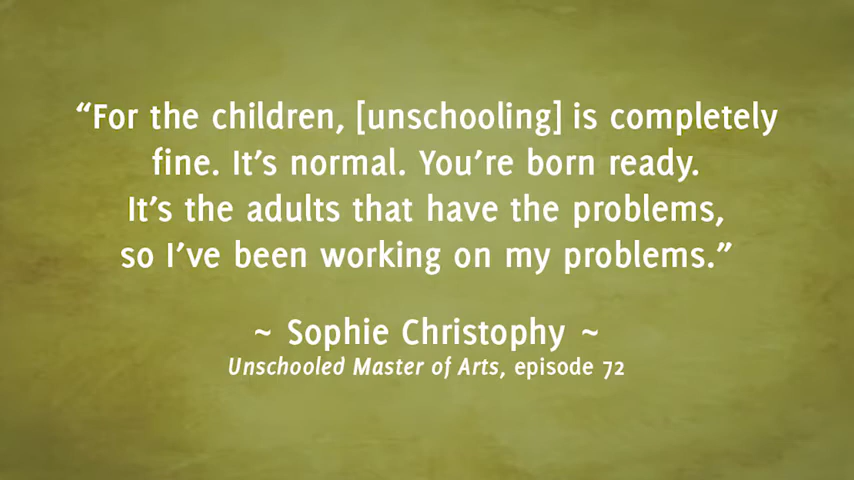 “For the children, [unschooling] is completely
fine. It’s normal. You’re born ready.
It’s the adults that have the problems,
so I’ve been working on my problems.”
~ Sophie Christophy ~
Unschooled Master of Arts, episode 72